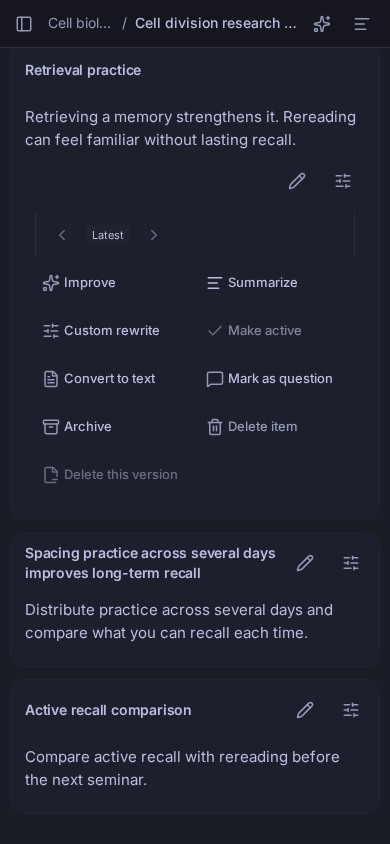 Cell biol... / Cell division research ...
Retrieval practice
Retrieving a memory strengthens it. Rereading
can feel familiar without lasting recall.
Latest
Improve
Summarize
Custom rewrite
Make active
Convert to text
Mark as question
Archive
Delete item
Delete this version
Spacing practice across several days
improves long-term recall
Distribute practice across several days and
compare what you can recall each time.
Active recall comparison
Compare active recall with rereading before
the next seminar.